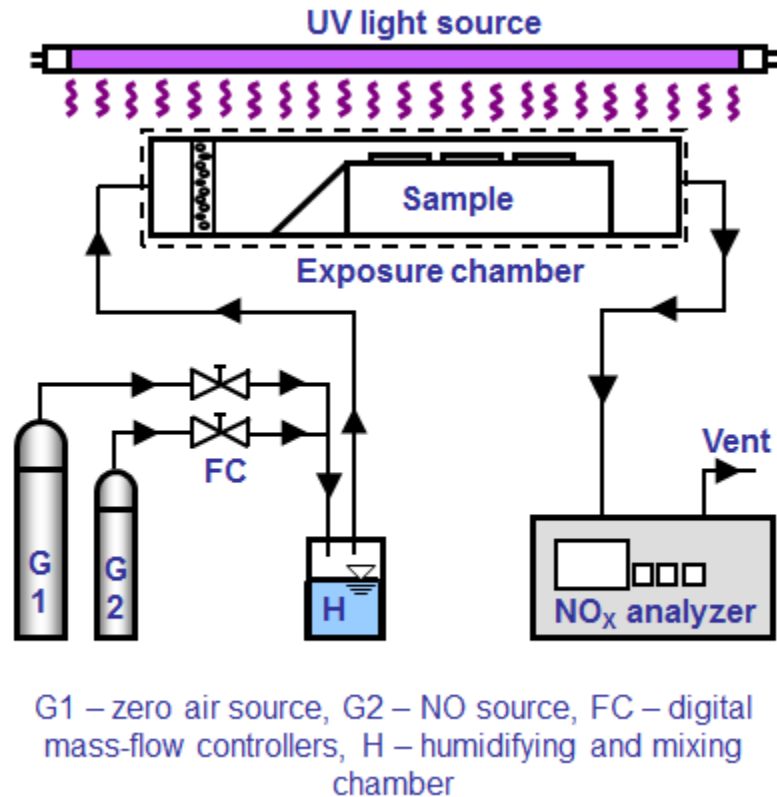 UV light source
Sample
Exposure chamber
FC
Vent
G
1
G
2
H
NOX analyzer
G1 – zero air source, G2 – NO source, FC – digital
mass-flow controllers, H – humidifying and mixing
chamber